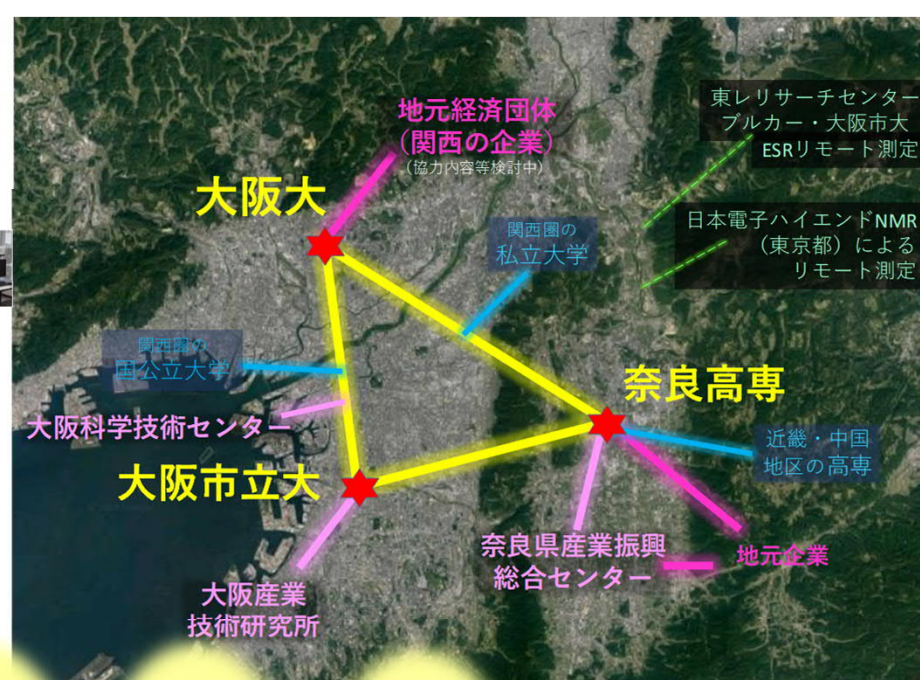 地元経済団体
（関西の企業）
（協力内容等検討中）
東レリサーチセンター
ブルカー・大阪市大
ESRリモート測定
大阪大
関西圏の
私立大学
日本電子ハイエンドNMR
（東京都）による
リモート測定
関西圏の
国公立大学
奈良高専
大阪科学技術センター
近畿・中国
地区の高専
大阪市立大
奈良県産業振興
総合センター
地元企業
大阪産業
技術研究所